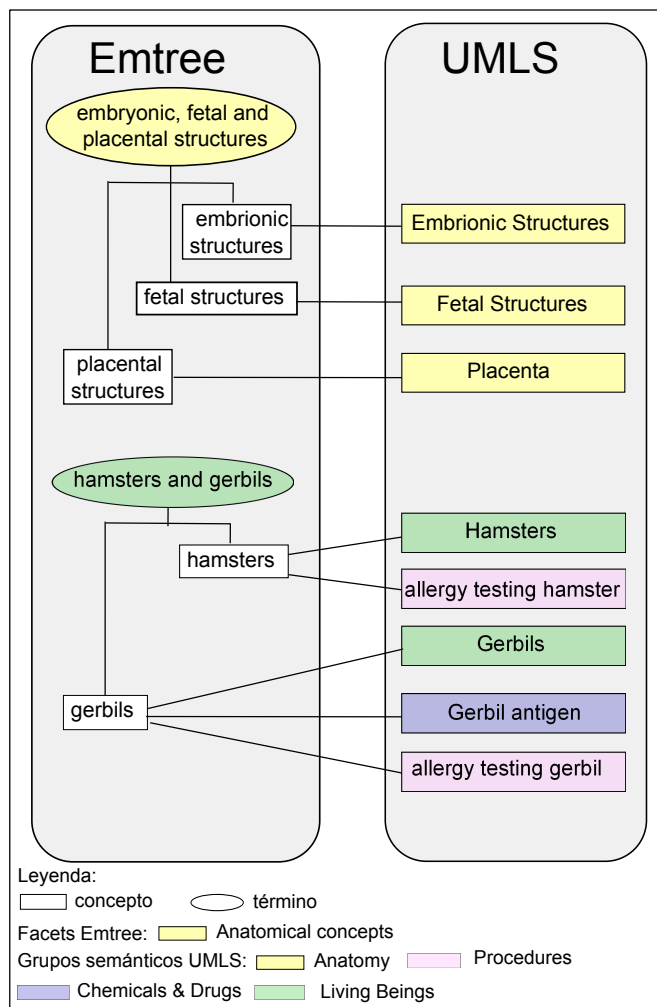 Emtree
UMLS
embryonic, fetal and
placental structures
embrionic
structures
Embrionic Structures
fetal structures
Fetal Structures
placental
structures
Placenta
hamsters and gerbils
hamsters
Hamsters
allergy testing hamster
Gerbils
gerbils
Gerbil antigen
allergy testing gerbil
Leyenda:
concepto
término
Facets Emtree:
Anatomical concepts
Grupos semánticos UMLS:
Anatomy
Procedures
Chemicals & Drugs
Living Beings